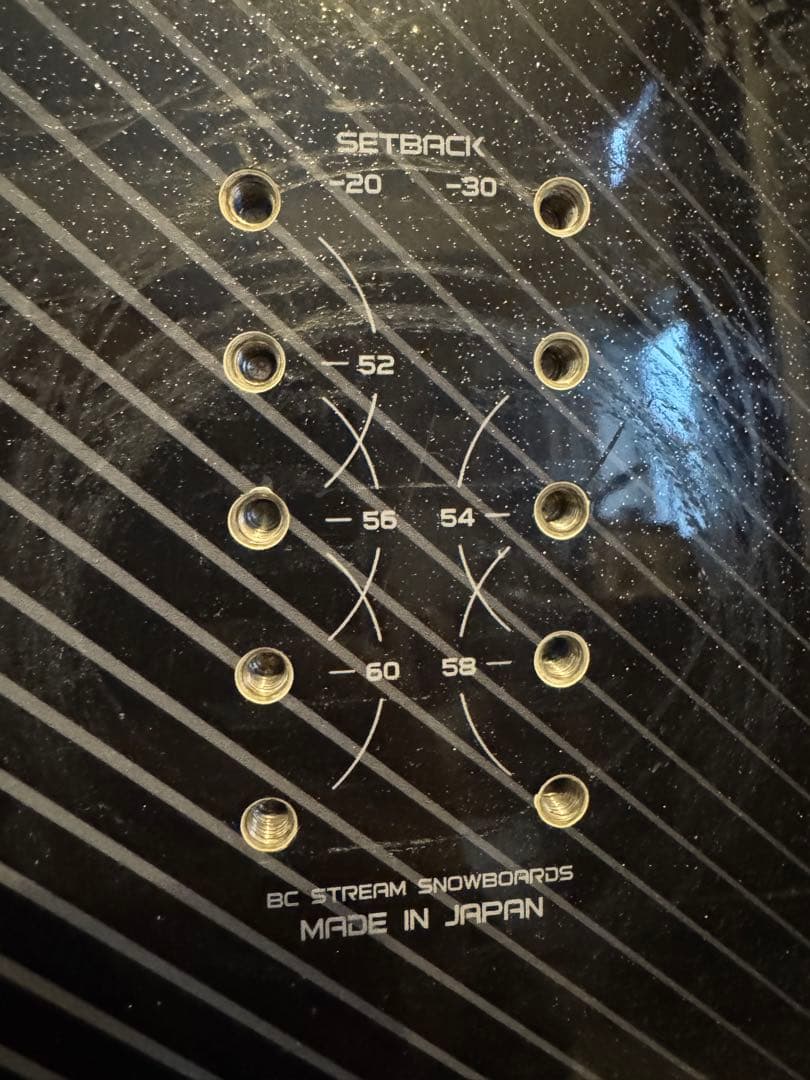 SETBACK
-20 -30
52
56 54
60 58
BC STREAM SNOWBOARDS
MADE IN JAPAN